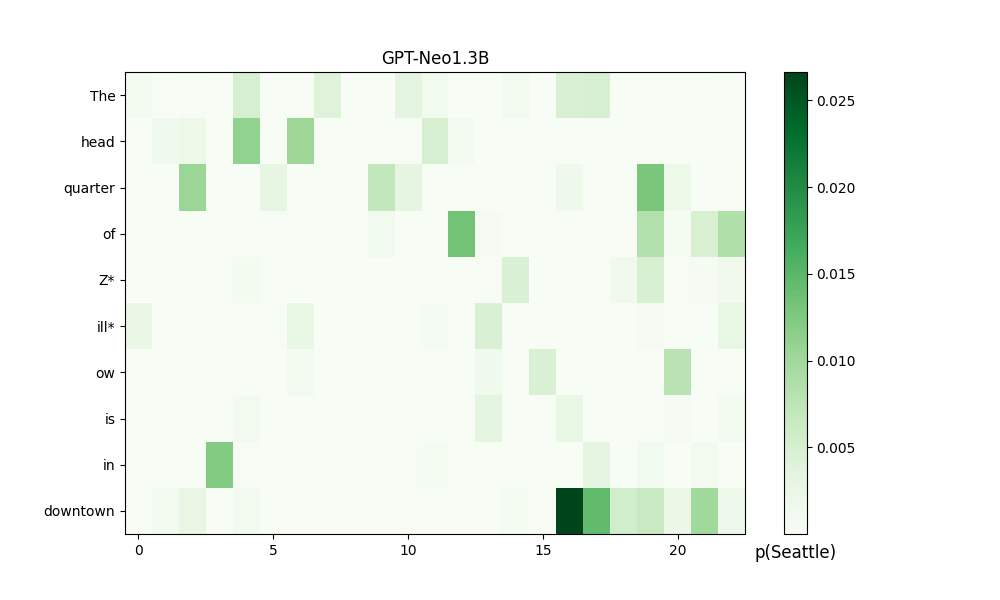 GPT-Neo1.3B
The
head
quarter
of
Z*
ill*
ow
is
in
downtown
0 5 10 15 20
0.025
0.020
0.015
0.010
0.005
p(Seattle)